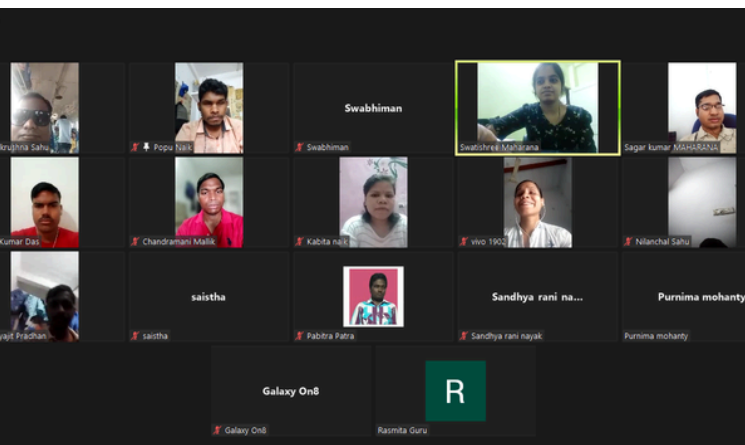 Swabhiman
krushna Sahu
Popu Naik
Swabhiman
Swatishree Maharana
Sagar kumar MAHARANA
Kumar Das
Chandramani Mallik
Kabita naik
vivo 1902
Nilanchal Sahu
saistha
Sandhya rani na...
Purnima mohanty
yajit Pradhan
saistha
Pabitra Patra
Sandhya rani nayak
Purnima mohanty
Galaxy On8
R
Galaxy On8
Rasmita Guru